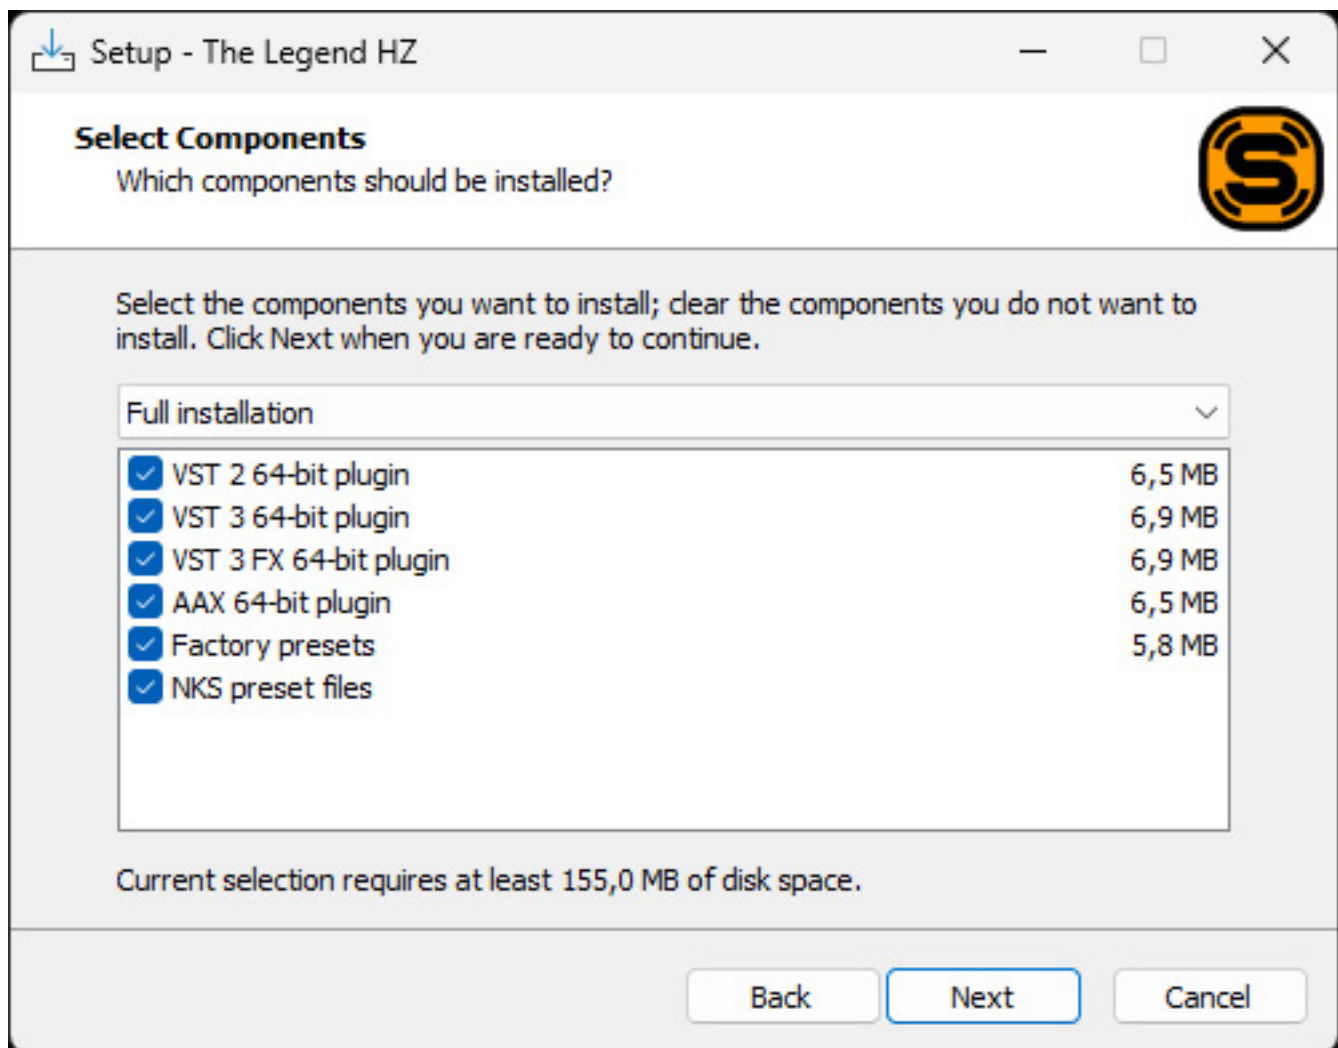 Setup - The Legend HZ
Select Components
Which components should be installed?
S
Select the components you want to install; clear the components you do not want to
install. Click Next when you are ready to continue.
Full installation
VST 2 64-bit plugin 6,5 MB
VST 3 64-bit plugin 6,9 MB
VST 3 FX 64-bit plugin 6,9 MB
AAX 64-bit plugin 6,5 MB
Factory presets 5,8 MB
NKS preset files
Current selection requires at least 155,0 MB of disk space.
Back Next Cancel